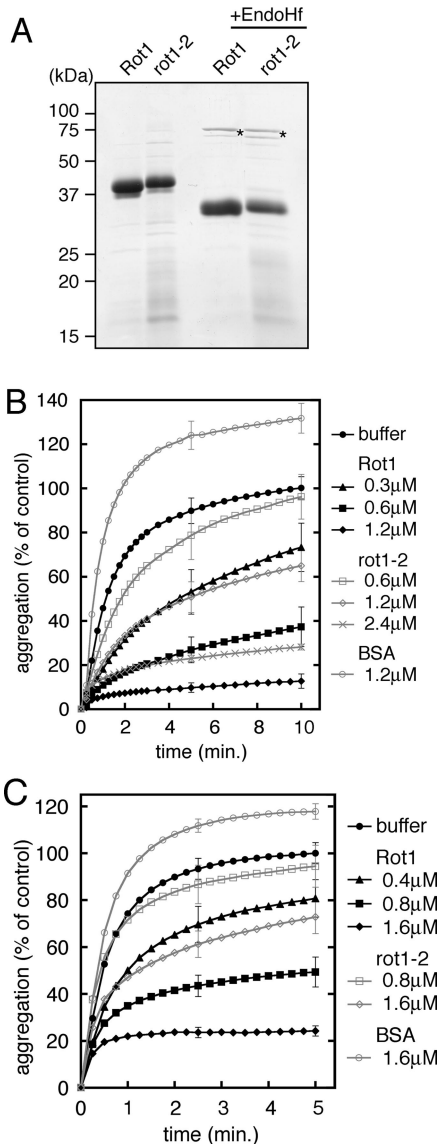 A
+EndoHf
Rot1 rot1-2 Rot1 rot1-2
(kDa)
100
75
* *
50
37
25
20
15
B
140
120
100
80
60
40
20
0
0 2 4 6 8 10
aggregation (% of control)
time (min.)
buffer
Rot1
0.3μM
0.6μM
1.2μM
rot1-2
0.6μM
1.2μM
2.4μM
BSA
1.2μM
C
120
100
80
60
40
20
0
0 1 2 3 4 5
aggregation (% of control)
time (min.)
buffer
Rot1
0.4μM
0.8μM
1.6μM
rot1-2
0.8μM
1.6μM
BSA
1.6μM